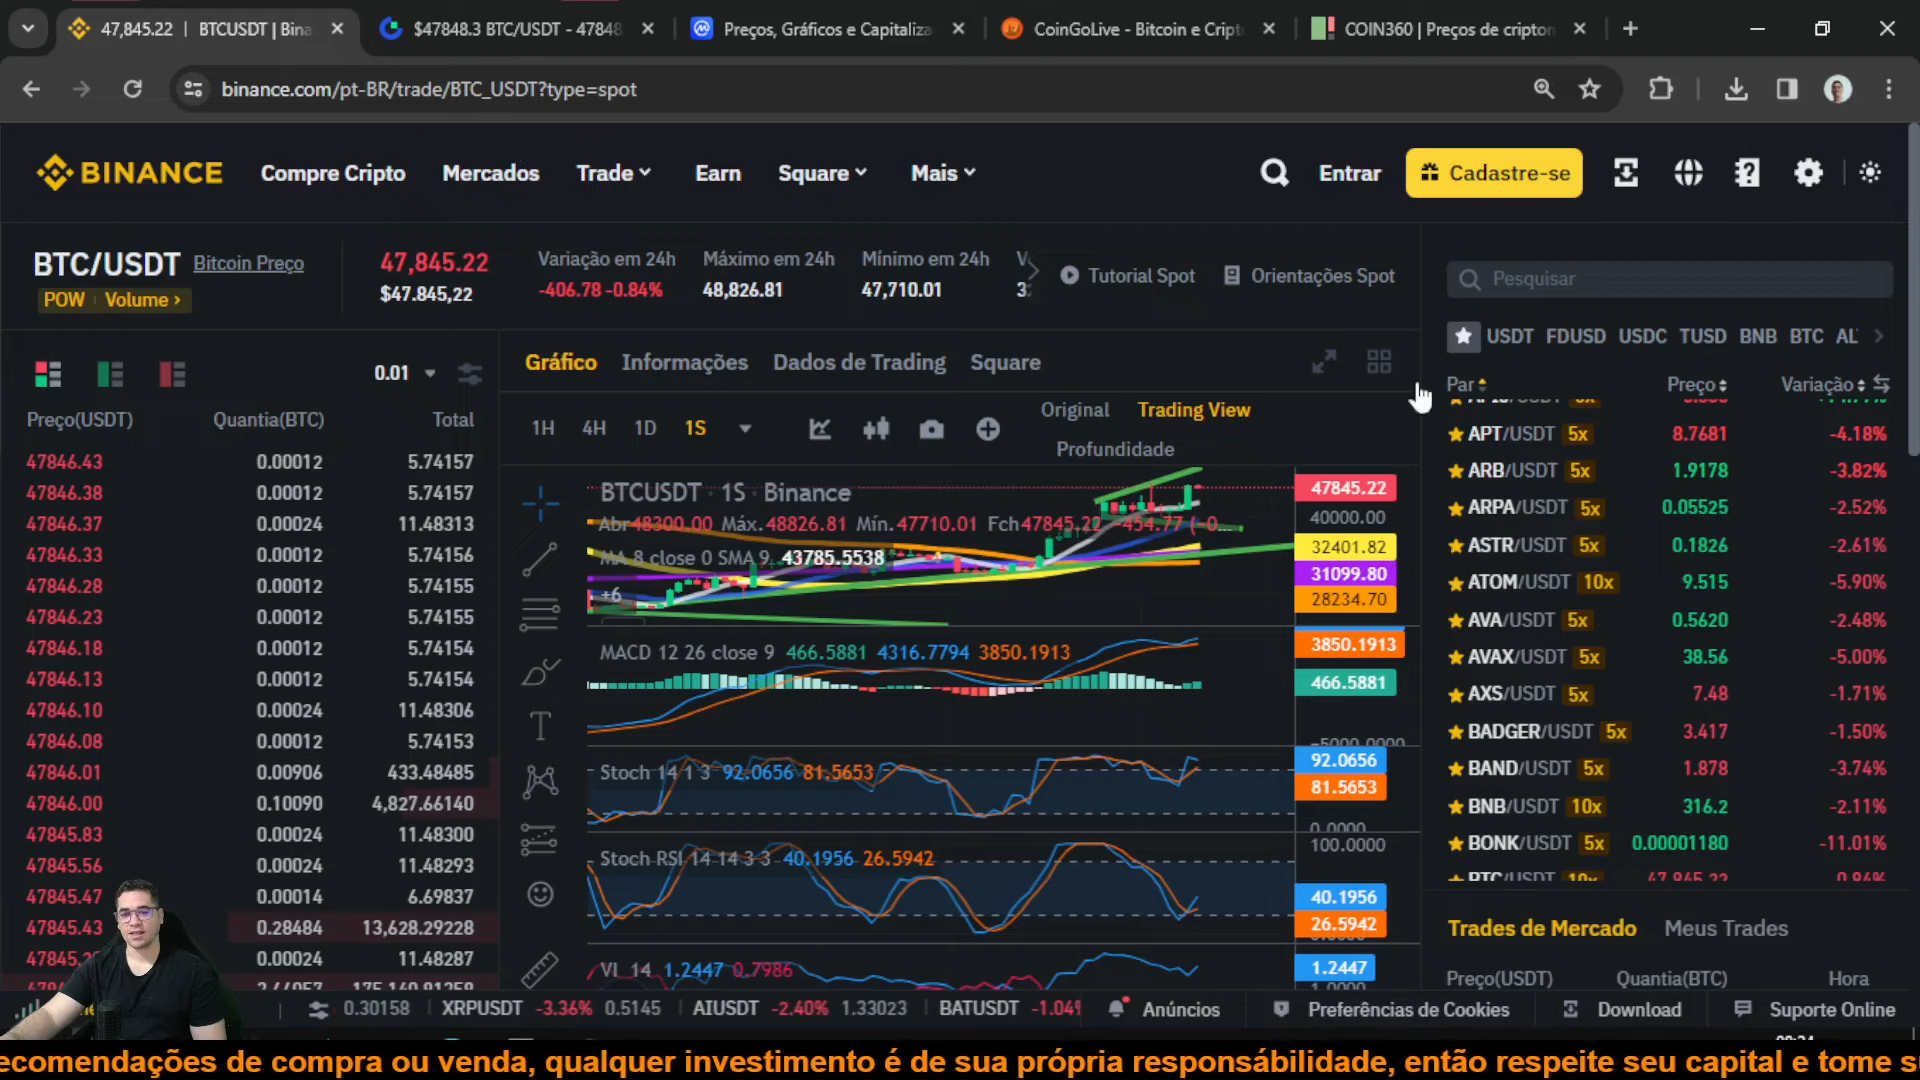 47,845.22 | BTCUSDT | Bina
$47848.3 BTC/USDT - 47848
Preços, Gráficos e Capitaliza
CoinGoLive - Bitcoin e Cript
COIN360 | Preços de cripton
binance.com/pt-BR/trade/BTC_USDT?type=spot
BINANCE
Compre Cripto
Mercados
Trade
Earn
Square
Mais
Entrar
Cadastre-se
BTC/USDT
Bitcoin Preço
POW
Volume
47,845.22
$47.845,22
Variação em 24h
-406.78 -0.84%
Máximo em 24h
48,826.81
Mínimo em 24h
47,710.01
Tutorial Spot
Orientações Spot
0.01
Preço(USDT) Quantia(BTC) Total
47846.43 0.00012 5.74157
47846.38 0.00012 5.74157
47846.37 0.00024 11.48313
47846.33 0.00012 5.74156
47846.28 0.00012 5.74155
47846.23 0.00012 5.74155
47846.18 0.00012 5.74154
47846.13 0.00012 5.74154
47846.10 0.00024 11.48306
47846.08 0.00012 5.74153
47846.01 0.00906 433.48485
47846.00 0.10090 4,827.66140
47845.83 0.00024 11.48300
47845.56 0.00024 11.48293
47845.47 0.00014 6.69837
47845.43 0.28484 13,628.29228
0.00024 11.48287
Gráfico
Informações
Dados de Trading
Square
1H 4H 1D 1S
Original
Trading View
Profundidade
BTCUSDT · 1S · Binance
Abr48300.00 Máx.48826.81 Mín.47710.01 Fch47845.22 -454.77
MA 8 close 0 SMA 9 43785.5538
+6
47845.22
40000.00
32401.82
31099.80
28234.70
MACD 12 26 close 9 466.5881 4316.7794 3850.1913
3850.1913
466.5881
-5000.0000
Stoch 14 1 3 92.0656 81.5653
92.0656
81.5653
0.0000
Stoch RSI 14 14 3 3 40.1956 26.5942
100.0000
40.1956
26.5942
VI 14 1.2447 0.7986
1.2447
Pesquisar
USDT FDUSD USDC TUSD BNB BTC AL
Par Preço Variação
APT/USDT 5x 8.7681 -4.18%
ARB/USDT 5x 1.9178 -3.82%
ARPA/USDT 5x 0.05525 -2.52%
ASTR/USDT 5x 0.1826 -2.61%
ATOM/USDT 10x 9.515 -5.90%
AVA/USDT 5x 0.5620 -2.48%
AVAX/USDT 5x 38.56 -5.00%
AXS/USDT 5x 7.48 -1.71%
BADGER/USDT 5x 3.417 -1.50%
BAND/USDT 5x 1.878 -3.74%
BNB/USDT 10x 316.2 -2.11%
BONK/USDT 5x 0.00001180 -11.01%
BTC/USDT 10x 47,845.22
Trades de Mercado
Meus Trades
Preço(USDT) Quantia(BTC) Hora
0.30158
XRPUSDT -3.36% 0.5145
AIUSDT -2.40% 1.33023
BATUSDT
Anúncios
Preferências de Cookies
Download
Suporte Online
ecomendações de compra ou venda, qualquer investimento é de sua própria responsábilidade, então respeite seu capital e tome s